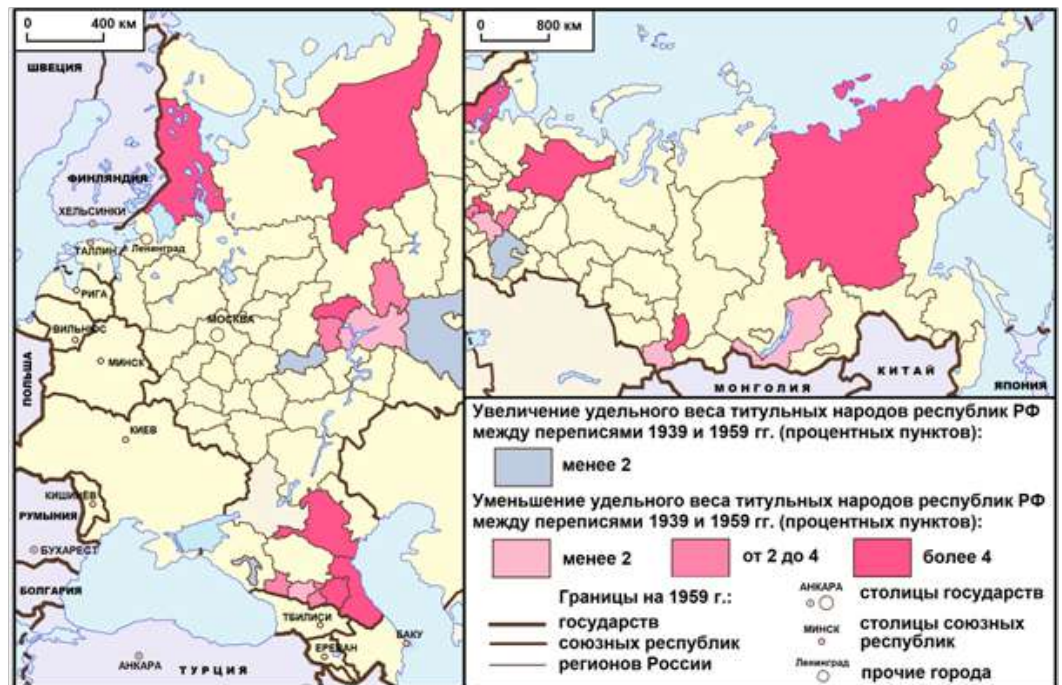 0 400 км
ШВЕЦИЯ
ФИНЛЯНДИЯ
ХЕЛЬСИНКИ
ТАЛЛИН
Ленинград
РИГА
МОСКВА
ВИЛЬНЮС
МИНСК
ПОЛЬША
КИЕВ
КИШИНЁВ
РУМЫНИЯ
БУХАРЕСТ
БОЛГАРИЯ
ТБИЛИСИ
БАКУ
ЕРЕВАН
АНКАРА
ТУРЦИЯ
0 800 км
МОНГОЛИЯ
КИТАЙ
ЯПОНИЯ
Увеличение удельного веса титульных народов республик РФ
между переписями 1939 и 1959 гг. (процентных пунктов):
менее 2
Уменьшение удельного веса титульных народов республик РФ
между переписями 1939 и 1959 гг. (процентных пунктов):
менее 2 от 2 до 4 более 4
Границы на 1959 г.:
государств
союзных республик
регионов России
АНКАРА столицы государств
МИНСК столицы союзных
республик
Ленинград прочие города